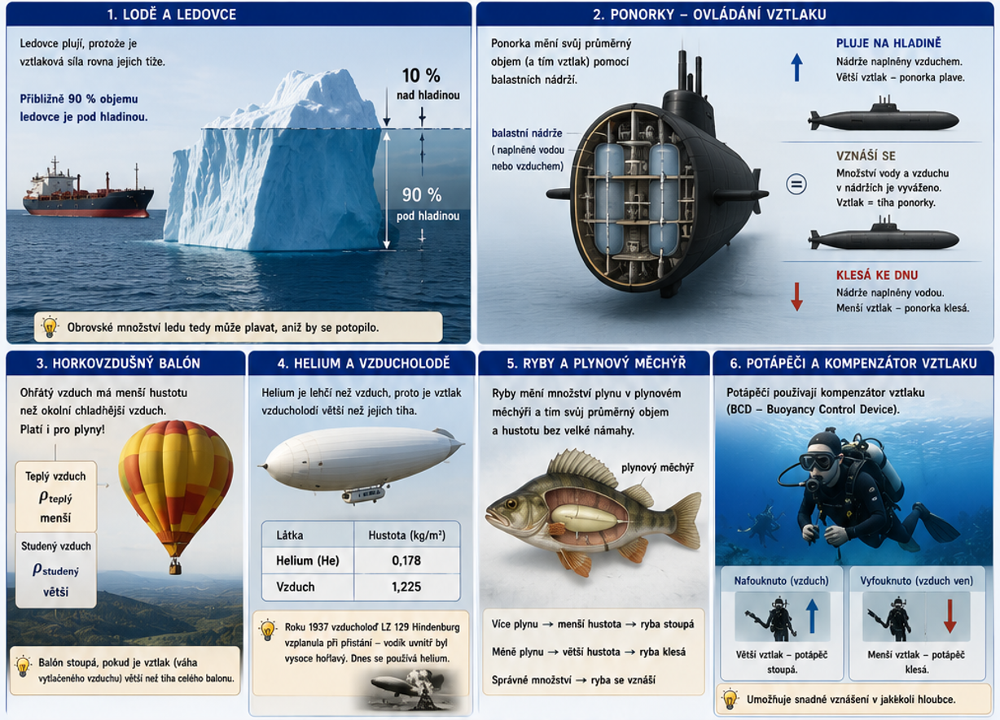 1. LODĚ A LEDOVCE
Ledovce plují, protože je
vztlaková síla rovna jejich tíže.
Přibližně 90 % objemu
ledovce je pod hladinou.
10 %
nad hladinou
90 %
pod hladinou
Obrovské množství ledu tedy může plavat, aniž by se potopilo.
2. PONORKY – OVLÁDÁNÍ VZTLAKU
Ponorka mění svůj průměrný
objem (a tím vztlak) pomocí
balastních nádrží.
balastní nádrže
( naplněné vodou
nebo vzduchem)
PLUJE NA HLADINĚ
Nádrže naplněny vzduchem.
Větší vztlak – ponorka plave.
VZNÁŠÍ SE
Množství vody a vzduchu
v nádržích je vyváženo.
Vztlak = tíha ponorky.
=
KLESÁ KE DNU
Nádrže naplněny vodou.
Menší vztlak – ponorka klesá.
3. HORKOVZDUŠNÝ BALÓN
Ohřátý vzduch má menší hustotu
než okolní chladnější vzduch.
Platí i pro plyny!
Teplý vzduch
ρteplý
menší
Studený vzduch
ρstudený
větší
Balón stoupá, pokud je vztlak (váha
vytlačeného vzduchu) větší než tiha celého balonu.
4. HELIUM A VZDUCHOLODĚ
Helium je lehčí než vzduch, proto je vztlak
vzducholodí větší než jejich tiha.
Látka Hustota (kg/m²)
Helium (He) 0,178
Vzduch 1,225
Roku 1937 vzducholoď LZ 129 Hindenburg
vzplanula při přistání – vodík uvnitř byl
vysoce hořlavý. Dnes se používá helium.
5. RYBY A PLYNOVÝ MĚCHÝŘ
Ryby mění množství plynu v plynovém
měchýři a tím svůj průměrný objem
a hustotu bez velké námahy.
plynový měchýř
Více plynu → menší hustota → ryba stoupá
Méně plynu → větší hustota → ryba klesá
Správné množství → ryba se vznáší
6. POTÁPĚČI A KOMPENZÁTOR VZTLAKU
Potápěči používají kompenzátor vztlaku
(BCD – Buoyancy Control Device).
Nafouknuto (vzduch)
Větší vztlak – potápěč
stoupá.
Vyfouknuto (vzduch ven)
Menší vztlak – potápěč
klesá.
Umožňuje snadné vznášení v jakékoli hloubce.